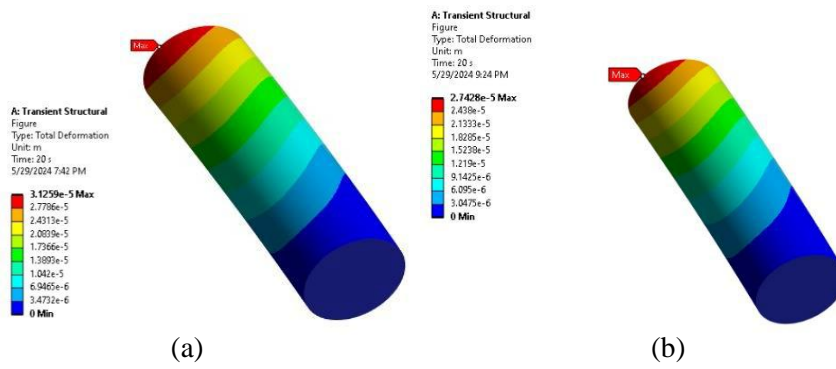 A: Transient Structural
Figure
Type: Total Deformation
Unit: m
Time: 20 s
5/29/2024 7:42 PM
3.1259e-5 Max
2.7786e-5
2.4313e-5
2.0839e-5
1.7366e-5
1.3893e-5
1.042e-5
6.9465e-6
3.4732e-6
0 Min
Max
(a)
A: Transient Structural
Figure
Type: Total Deformation
Unit: m
Time: 20 s
5/29/2024 9:24 PM
2.7428e-5 Max
2.438e-5
2.1333e-5
1.8285e-5
1.5238e-5
1.219e-5
9.1425e-6
6.095e-6
3.0475e-6
0 Min
Max
(b)